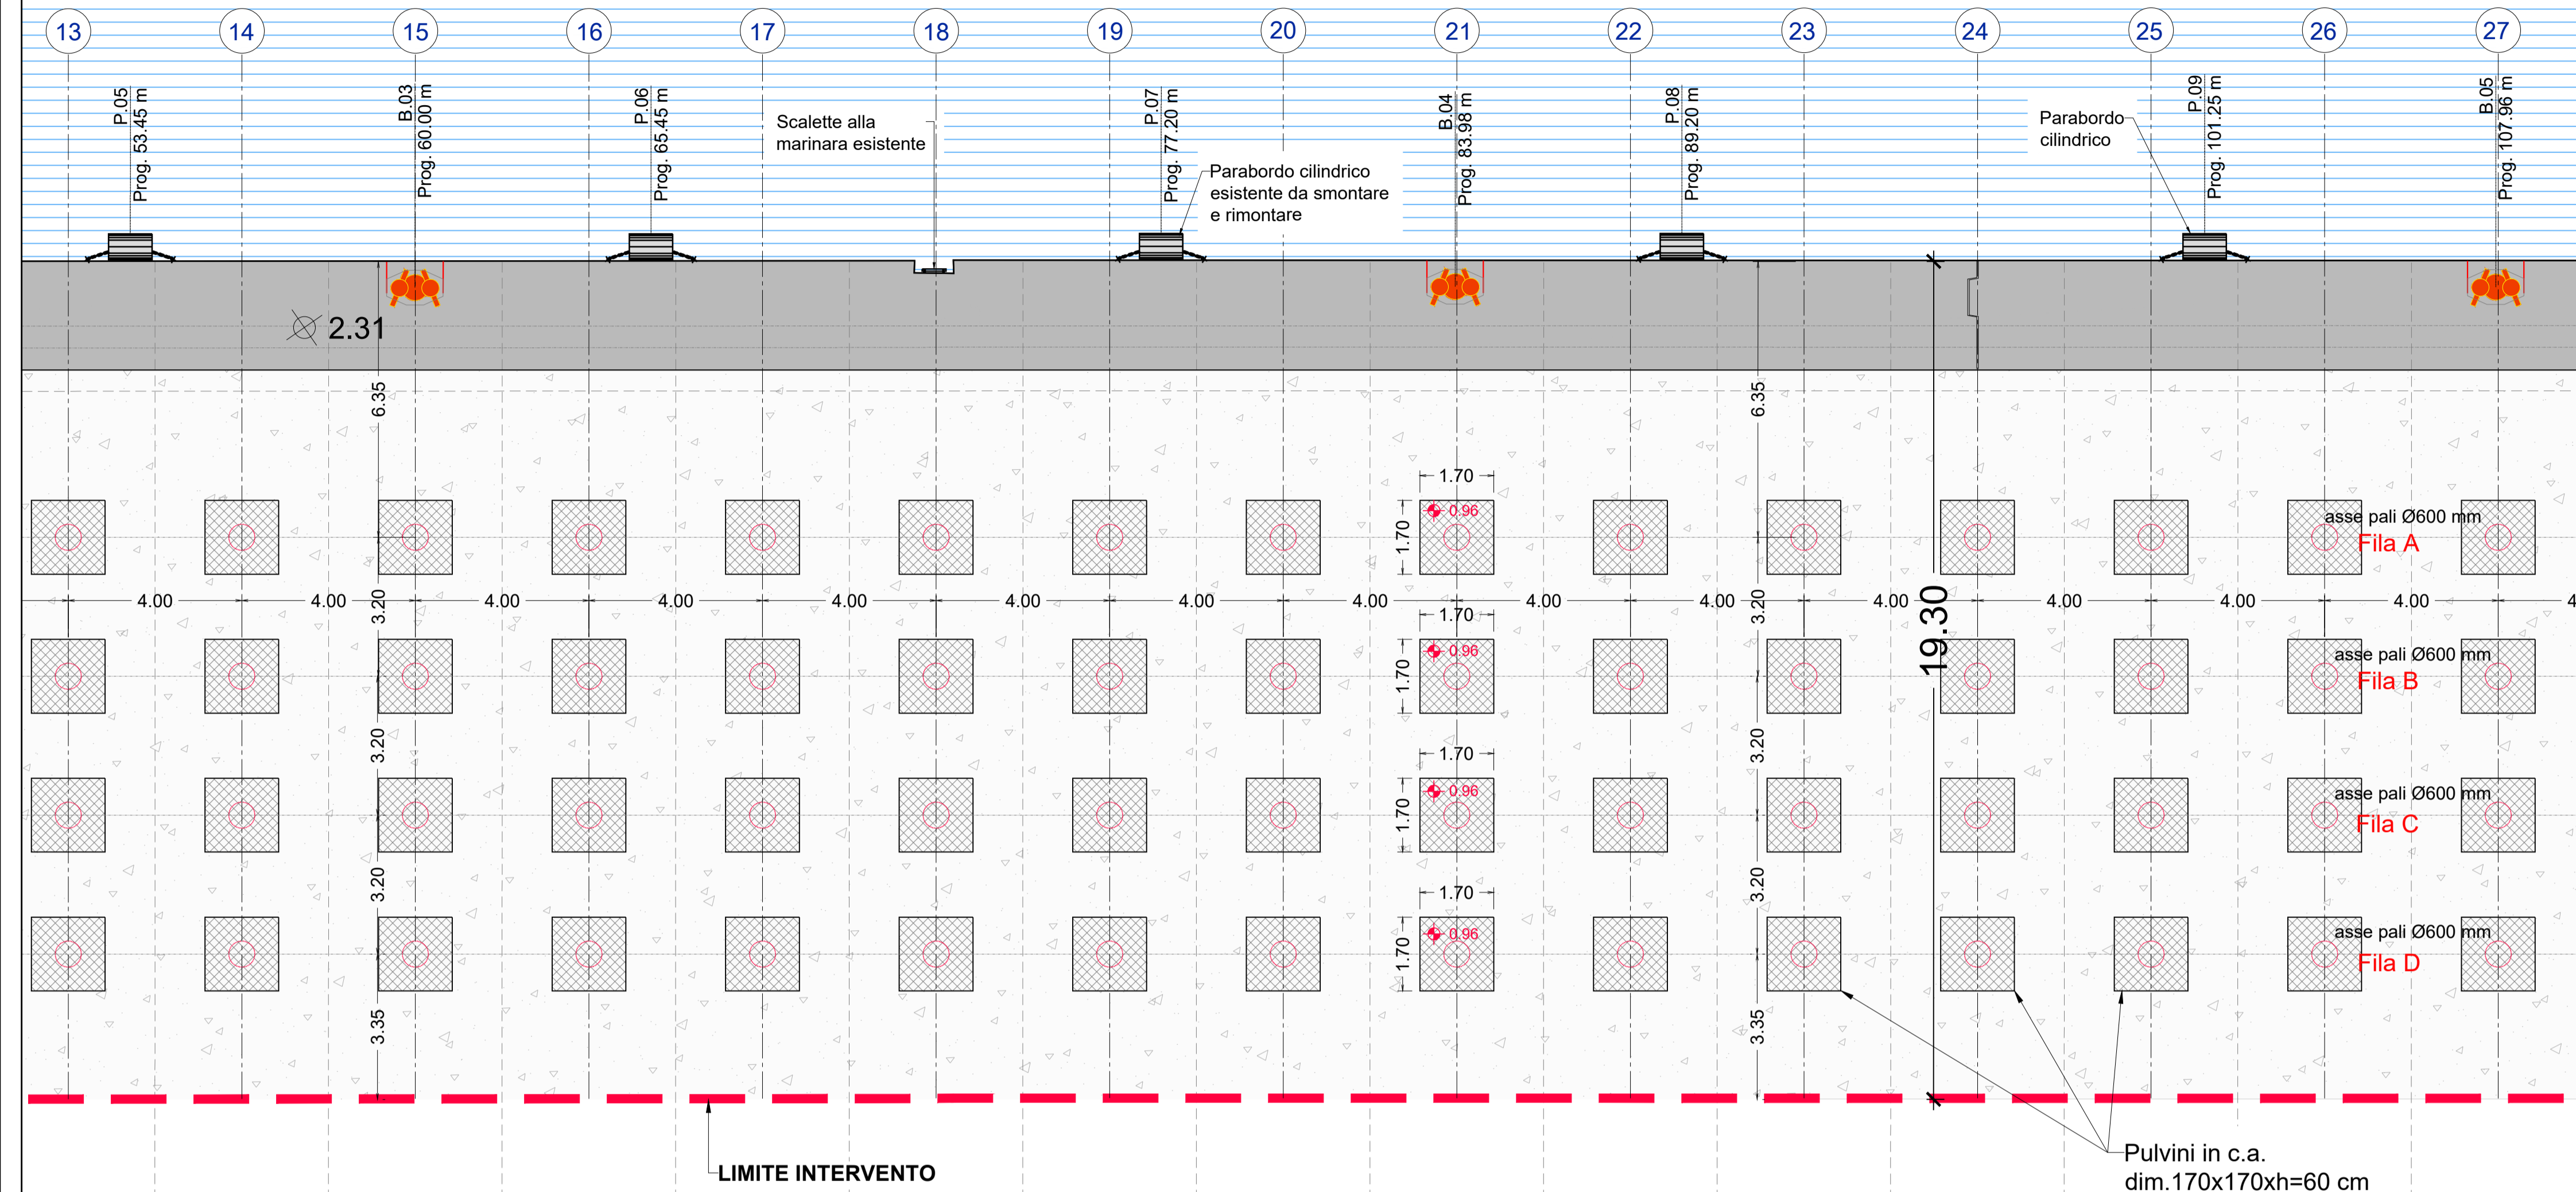 13 14 15 16 17 18 19 20 21 22 23 24 25 26 27
P.05
Prog. 53.45 m
B.03
Prog. 60.00 m
P.06
Prog. 65.45 m
Scalette alla
marinara esistente
P.07
Prog. 77.20 m
Parabordo cilindrico
esistente da smontare
e rimontare
B.04
Prog. 83.98 m
P.08
Prog. 89.20 m
Parabordo
cilindrico
P.09
Prog. 101.25 m
B.05
Prog. 107.96 m
2.31
6.35
6.35
1.70
1.70
0.96
asse pali Ø600 mm
Fila A
4.00 4.00 4.00 4.00 4.00 4.00 4.00 4.00 4.00 4.00 4.00 4.00 4.00 4.00 4
3.20
3.20
19.30
1.70
1.70
0.96
asse pali Ø600 mm
Fila B
3.20
3.20
1.70
1.70
0.96
asse pali Ø600 mm
Fila C
3.20
3.20
1.70
1.70
0.96
asse pali Ø600 mm
Fila D
3.35
3.35
LIMITE INTERVENTO
Pulvini in c.a.
dim.170x170xh=60 cm